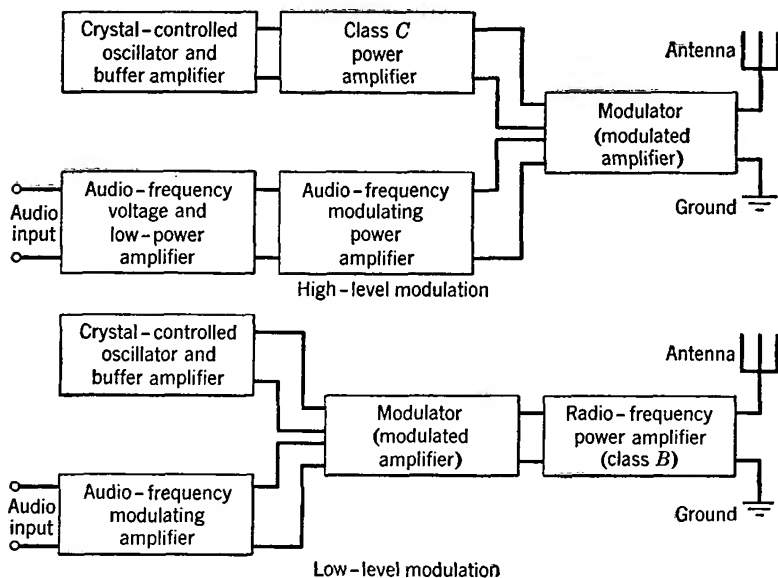 Crystal-controlled
oscillator and
buffer amplifier
Class C
power
amplifier
Antenna
Modulator
(modulated
amplifier)
Audio
input
Audio-frequency
voltage and
low-power
amplifier
Audio-frequency
modulating
power
amplifier
Ground
High-level modulation
Crystal-controlled
oscillator and
buffer amplifier
Antenna
Modulator
(modulated
amplifier)
Radio-frequency
power amplifier
(class B)
Audio
input
Audio-frequency
modulating
amplifier
Ground
Low-level modulation